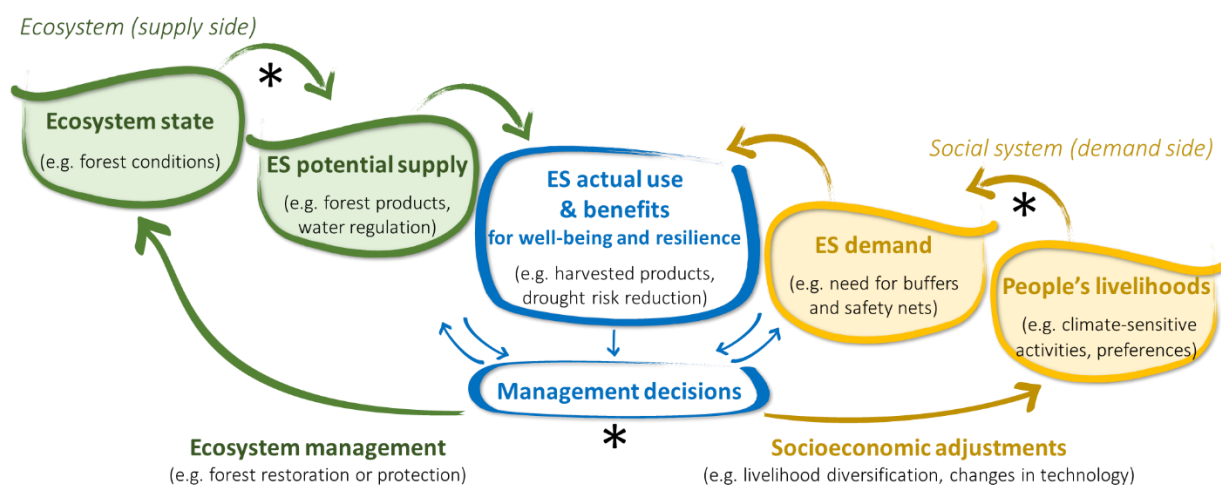 Ecosystem (supply side)
*
Ecosystem state
(e.g. forest conditions)
ES potential supply
(e.g. forest products,
water regulation)
ES actual use
& benefits
for well-being and resilience
(e.g. harvested products,
drought risk reduction)
Social system (demand side)
*
ES demand
(e.g. need for buffers
and safety nets)
People’s livelihoods
(e.g. climate-sensitive
activities, preferences)
Management decisions
*
Ecosystem management
(e.g. forest restoration or protection)
Socioeconomic adjustments
(e.g. livelihood diversification, changes in technology)